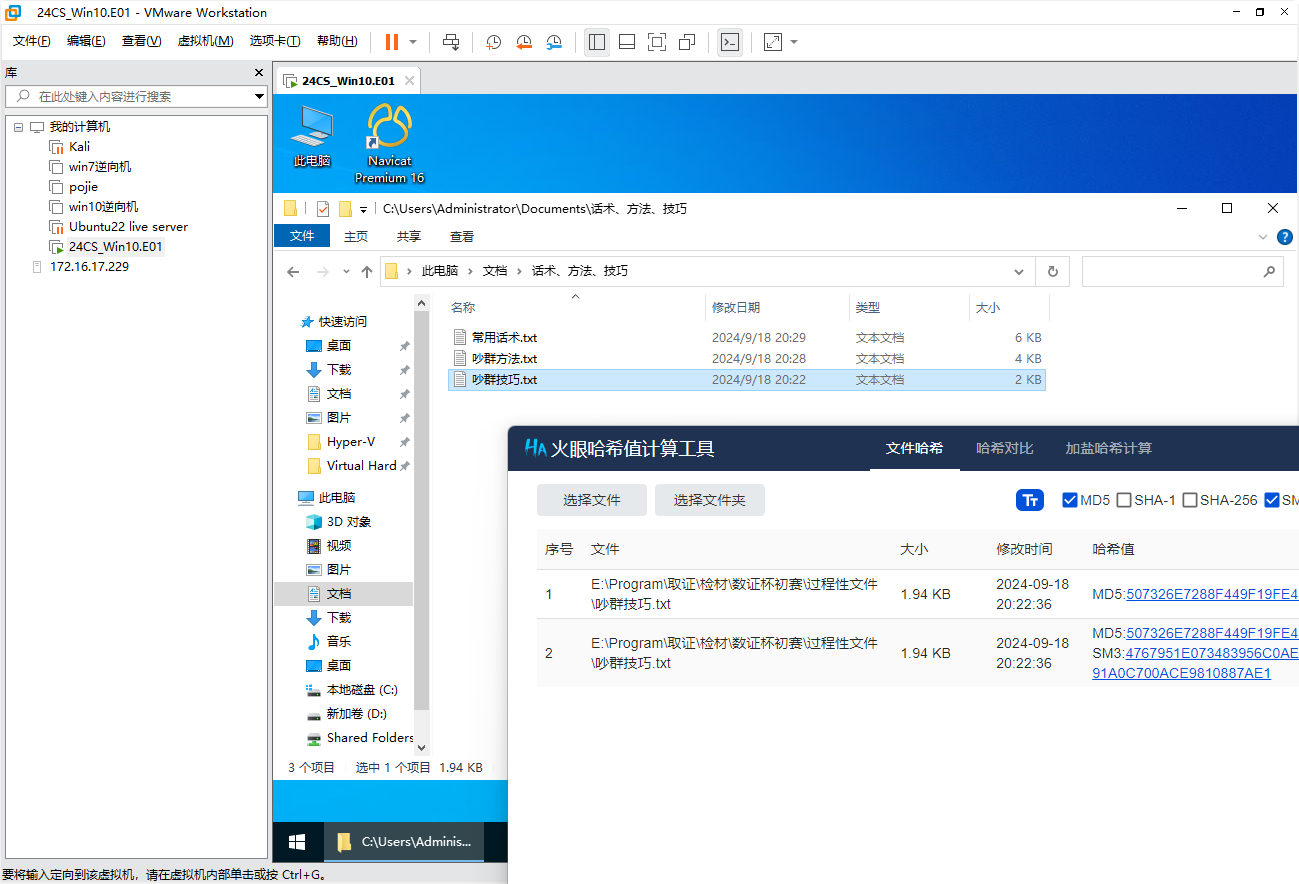 24CS_Win10.E01 - VMware Workstation
文件(F) 编辑(E) 查看(V) 虚拟机(M) 选项卡(T) 帮助(H)
库
在此处键入内容进行搜索
我的计算机
Kali
win7逆向机
pojie
win10逆向机
Ubuntu22 live server
24CS_Win10.E01
172.16.17.229
24CS_Win10.E01
此电脑
Navicat
Premium 16
C:\Users\Administrator\Documents\话术、方法、技巧
文件 主页 共享 查看
此电脑 文档 话术、方法、技巧
名称 修改日期 类型 大小
常用话术.txt 2024/9/18 20:29 文本文档 6 KB
吵群方法.txt 2024/9/18 20:28 文本文档 4 KB
吵群技巧.txt 2024/9/18 20:22 文本文档 2 KB
快速访问
桌面
下载
文档
图片
Hyper-V
Virtual Hard
此电脑
3D 对象
视频
图片
文档
下载
音乐
桌面
本地磁盘 (C:)
新加卷 (D:)
Shared Folders
3 个项目 选中 1 个项目 1.94 KB
HA 火眼哈希值计算工具 文件哈希 哈希对比 加盐哈希计算
选择文件 选择文件夹 TT MD5 SHA-1 SHA-256 SM
序号 文件 大小 修改时间 哈希值
1 E:\Program\取证\检材\数证杯初赛\过程性文件\吵群技巧.txt 1.94 KB 2024-09-18 20:22:36 MD5:507326E7288F449F19FE4
2 E:\Program\取证\检材\数证杯初赛\过程性文件\吵群技巧.txt 1.94 KB 2024-09-18 20:22:36 MD5:507326E7288F449F19FE4
SM3:4767951E073483956C0AE
91A0C700ACE9810887AE1
C:\Users\Adminis...
要将输入定向到该虚拟机，请在虚拟机内部单击或按 Ctrl+G。